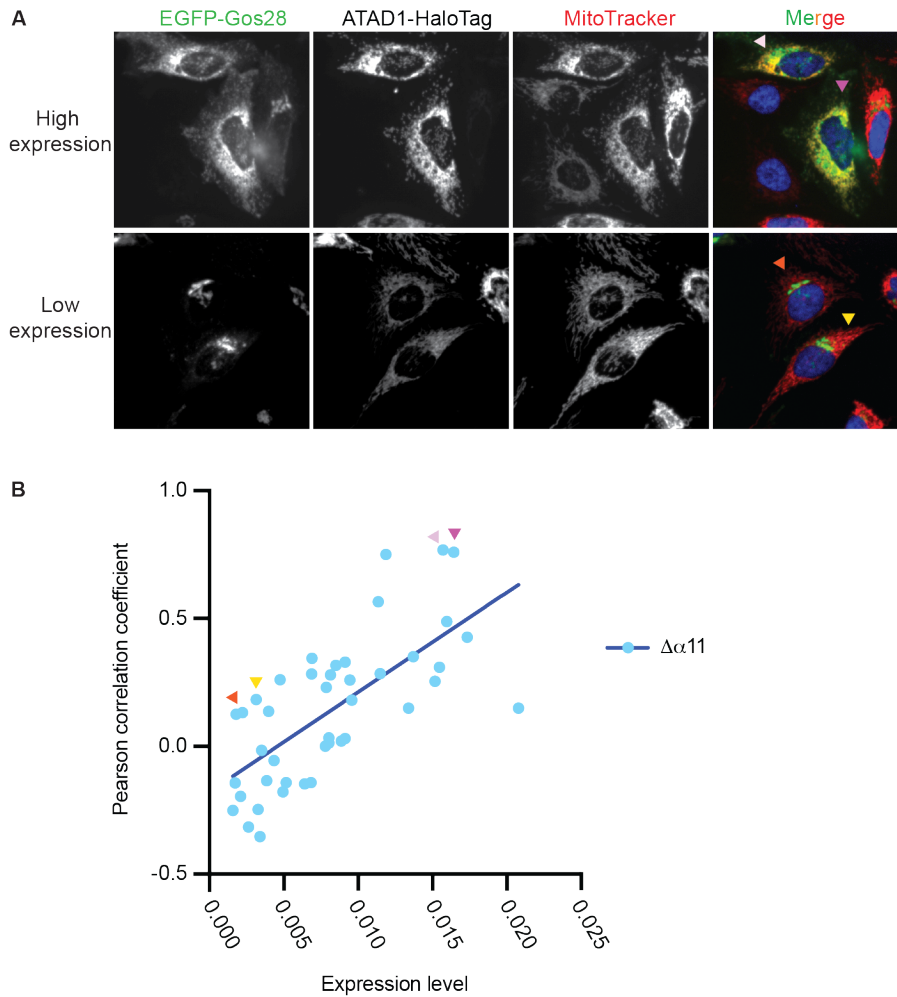 A
EGFP-Gos28 ATAD1-HaloTag MitoTracker Merge
High
expression
Low
expression
B
1.0
0.5
0.0
-0.5
Pearson correlation coefficient
0.000 0.005 0.010 0.015 0.020 0.025
Expression level
Δα11